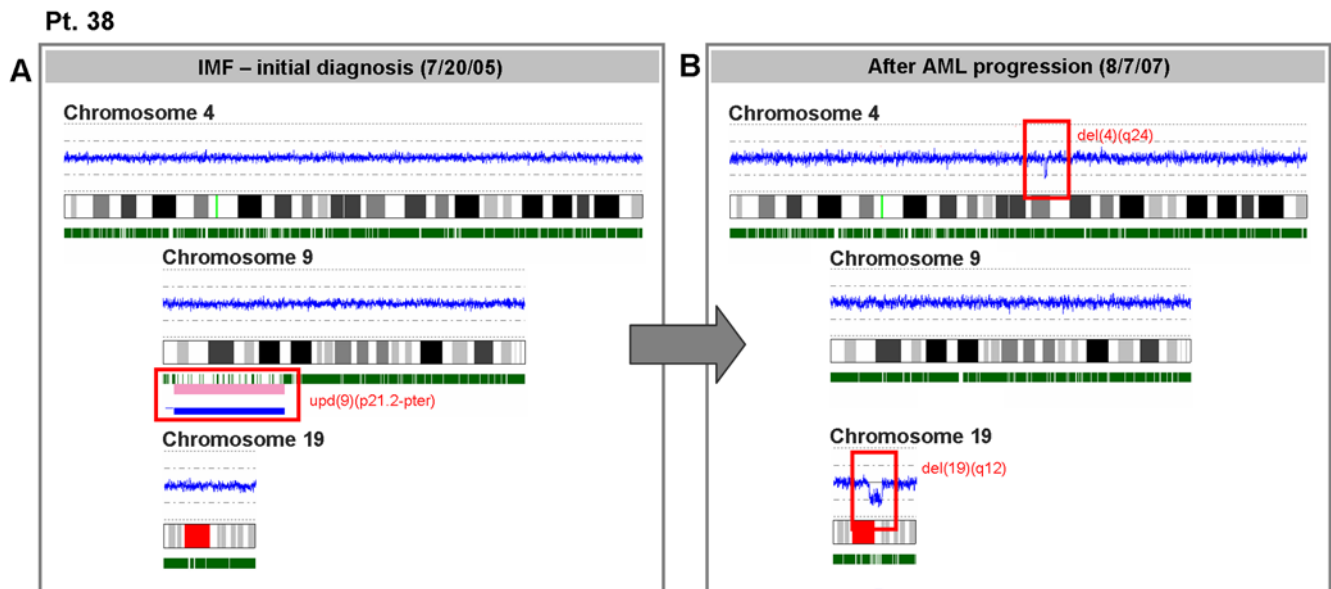 Pt. 38
A
IMF – initial diagnosis (7/20/05)
Chromosome 4
Chromosome 9
upd(9)(p21.2-pter)
Chromosome 19
B
After AML progression (8/7/07)
Chromosome 4
del(4)(q24)
Chromosome 9
Chromosome 19
del(19)(q12)